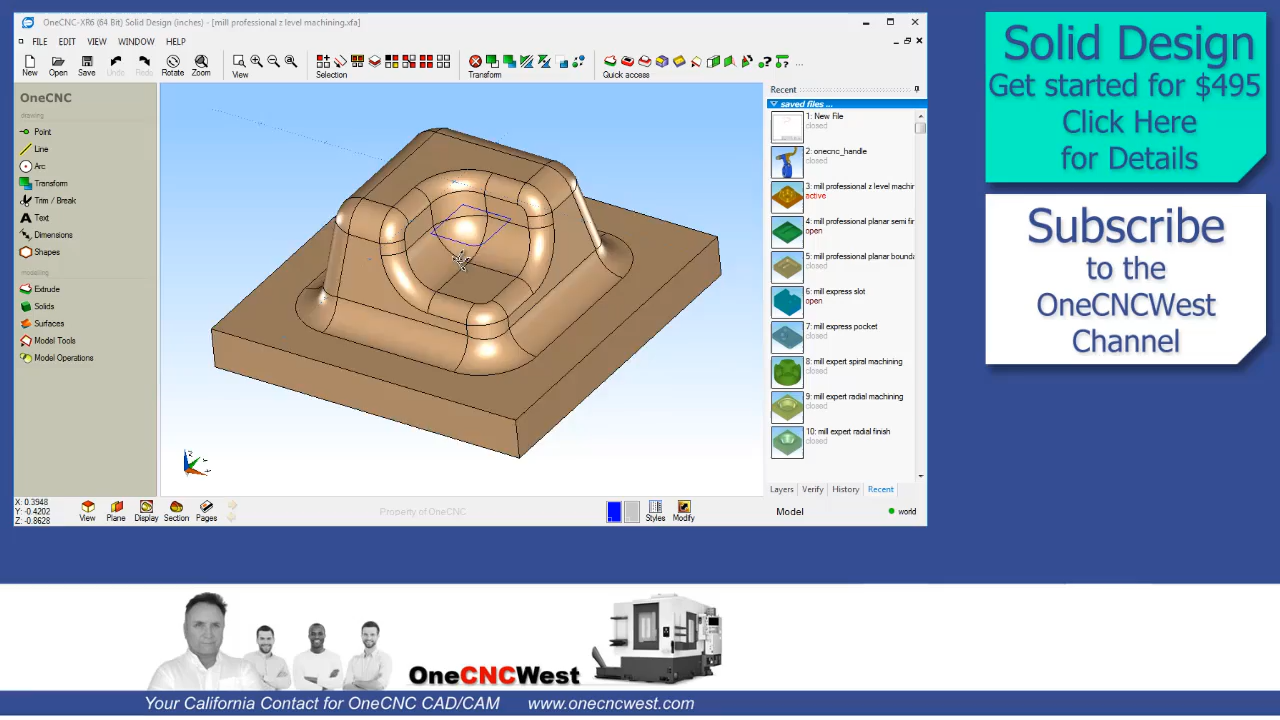 OneCNC-XR6 (64 Bit) Solid Design (inches) - [mill professional z level machining.xfa]
FILE EDIT VIEW WINDOW HELP
New Open Save Undo Redo Rotate Zoom View Selection Transform Quick access
OneCNC
drawing
Point
Line
Arc
Transform
Trim / Break
Text
Dimensions
Shapes
modeling
Extrude
Solids
Surfaces
Model Tools
Model Operations
Recent
saved files ...
1: New File
closed
2: onecnc_handle
closed
3: mill professional z level machin
active
4: mill professional planar semi fir
open
5: mill professional planar bounda
closed
6: mill express slot
open
7: mill express pocket
closed
8: mill expert spiral machining
closed
9: mill expert radial machining
closed
10: mill expert radial finish
closed
Layers Verify History Recent
X: 0.3948
Y: -0.4202
Z: -0.8628
View Plane Display Section Pages
Property of OneCNC
Styles Modify
Model
world
Solid Design
Get started for $495
Click Here
for Details
Subscribe
to the
OneCNCWest
Channel
OneCNCWest
Your California Contact for OneCNC CAD/CAM www.onecncwest.com